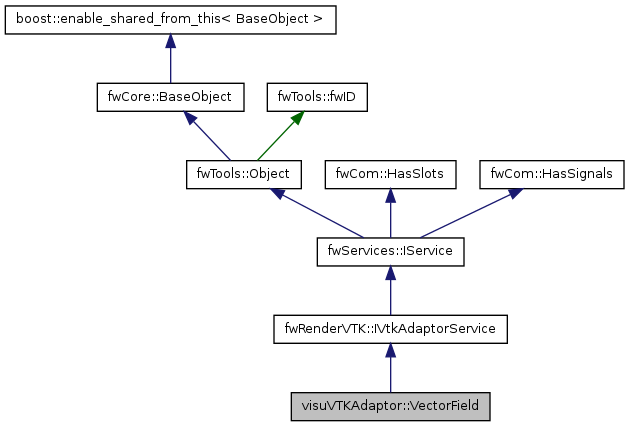 boost::enable_shared_from_this< BaseObject >
fwCore::BaseObject
fwTools::fwID
fwTools::Object
fwCom::HasSlots
fwCom::HasSignals
fwServices::IService
fwRenderVTK::IVtkAdaptorService
visuVTKAdaptor::VectorField